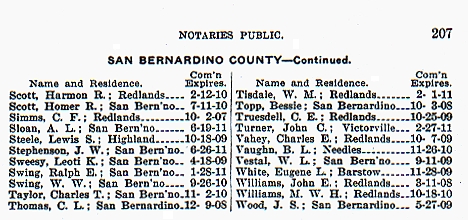 NOTARIES PUBLIC. 207
SAN BERNARDINO COUNTY—Continued.
Name and Residence. Com'n Expires.
Scott, Harmon R.; Redlands.... 2-12-10
Scott, Homer R.; San Bern'no.. 7-11-10
Simms, C. F.; Redlands........10- 2-07
Sloan, A. L.; San Bern'no..... 6-19-11
Steele, Lewis S.; Highland....10-18-09
Stephenson, J. W.; San Bern'no.. 6-26-11
Sweesy, Leoti K.; San Bern'no.. 4-18-09
Swing, Ralph E.; San Bern'no.. 1-28-11
Swing, W. W.; San Bern'no.... 9-26-10
Taylor, Charles T.; San Bern'no..11- 2-10
Thomas, C. L.; San Bernardino..12- 9-08
Name and Residence. Com'n Expires.
Tisdale, W. M.; Redlands..... 2- 1-11
Topp, Bessie; San Bernardino..10- 3-08
Truesdell, C. E.; Redlands....10-25-09
Turner, John C.; Victorville.... 2-27-11
Vahey, Charles E.; Redlands...10- 7-09
Vaughn, B. L.; Needles........11-26-10
Vestal, W. L.; San Bern'no.... 9-11-09
White, Eugene L.; Barstow....11-28-09
Williams, John E.; Redlands... 3-11-08
Williams, M. W. H.; Redlands..10-18-10
Wood, J. S.; San Bernardino... 5-27-09